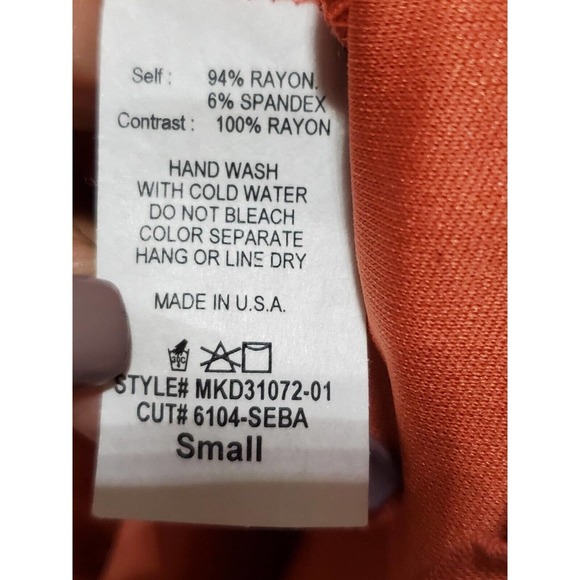 Self : 94% RAYON.
6% SPANDEX
Contrast : 100% RAYON
HAND WASH
WITH COLD WATER
DO NOT BLEACH
COLOR SEPARATE
HANG OR LINE DRY
MADE IN U.S.A.
30C
STYLE# MKD31072-01
CUT# 6104-SEBA
Small